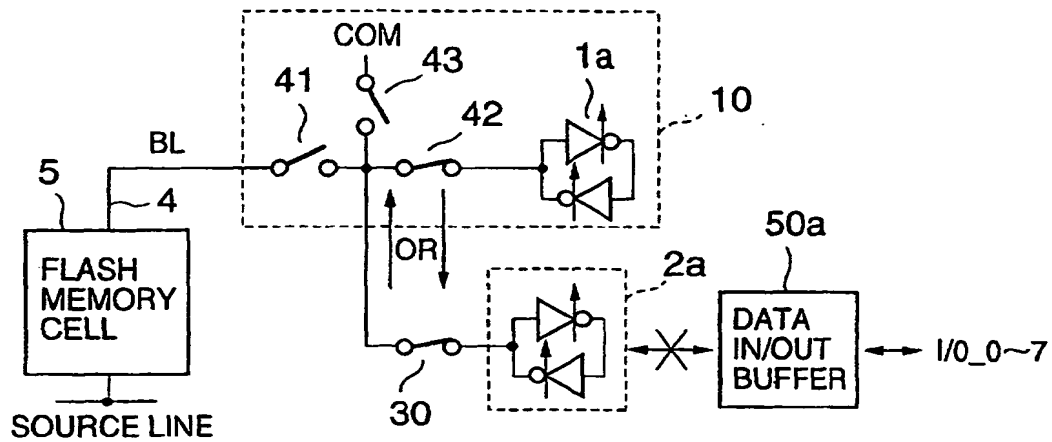 COM
43
1a
41
42
10
BL
5
4
FLASH
MEMORY
CELL
OR
2a
50a
DATA
IN/OUT
BUFFER
I/0_0~7
30
SOURCE LINE